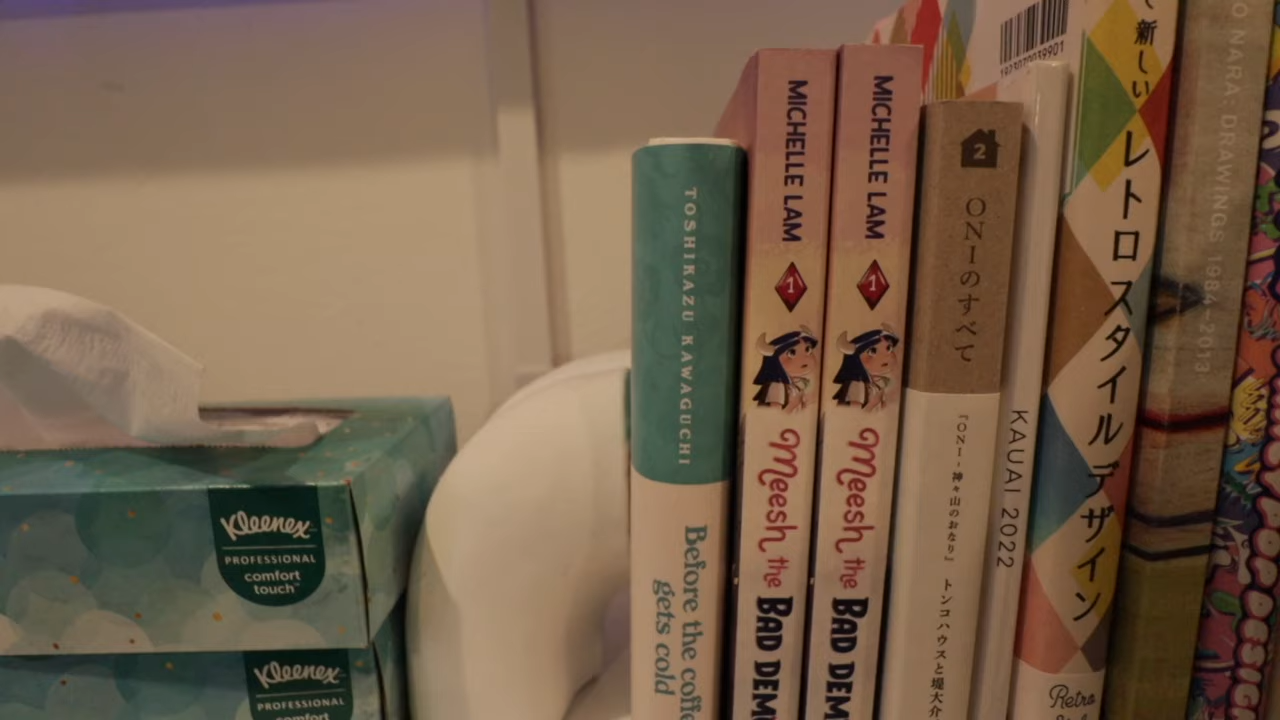 Kleenex
PROFESSIONAL
comfort
touch™
Kleenex
PROFESSIONAL
comfort
TOSHIKAZU KAWAGUCHI
Before the coffee
gets cold
MICHELLE LAM
1
Meesh the
BAD DEM
MICHELLE LAM
1
Meesh the
BAD DEM
2
ONIのすべて
『ONI ‐ 神々山のおなり』 トンコハウスと堤大介
KAUAI 2022
新しい レトロスタイルデザイン
Retro
NARA: DRAWINGS 1984–2013